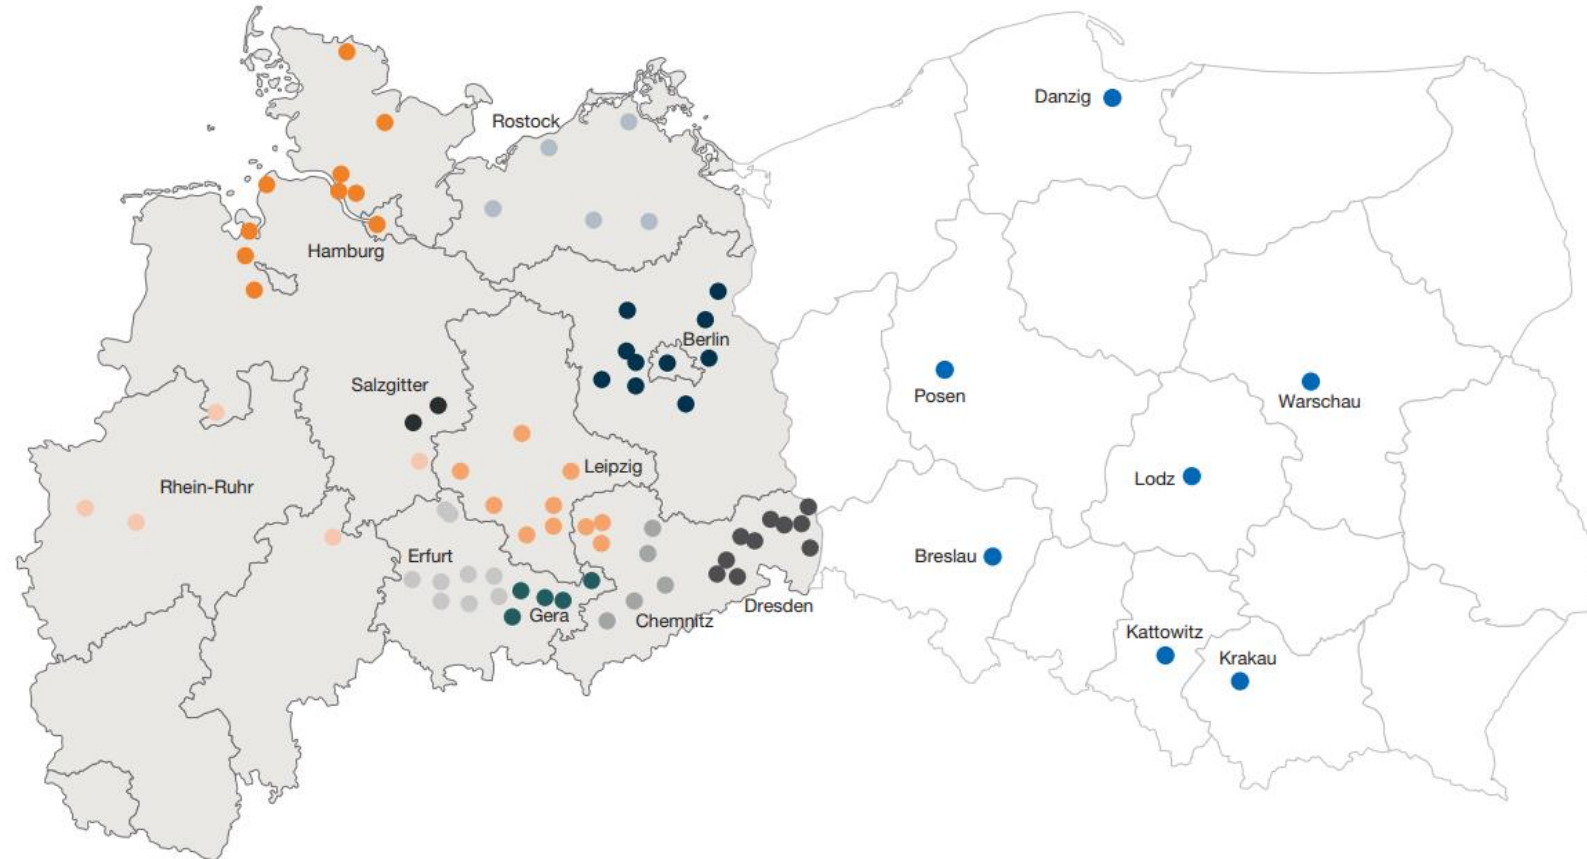 Danzig
Rostock
Hamburg
Berlin
Salzgitter
Posen
Warschau
Leipzig
Lodz
Rhein-Ruhr
Erfurt
Breslau
Gera
Chemnitz
Dresden
Kattowitz
Krakau